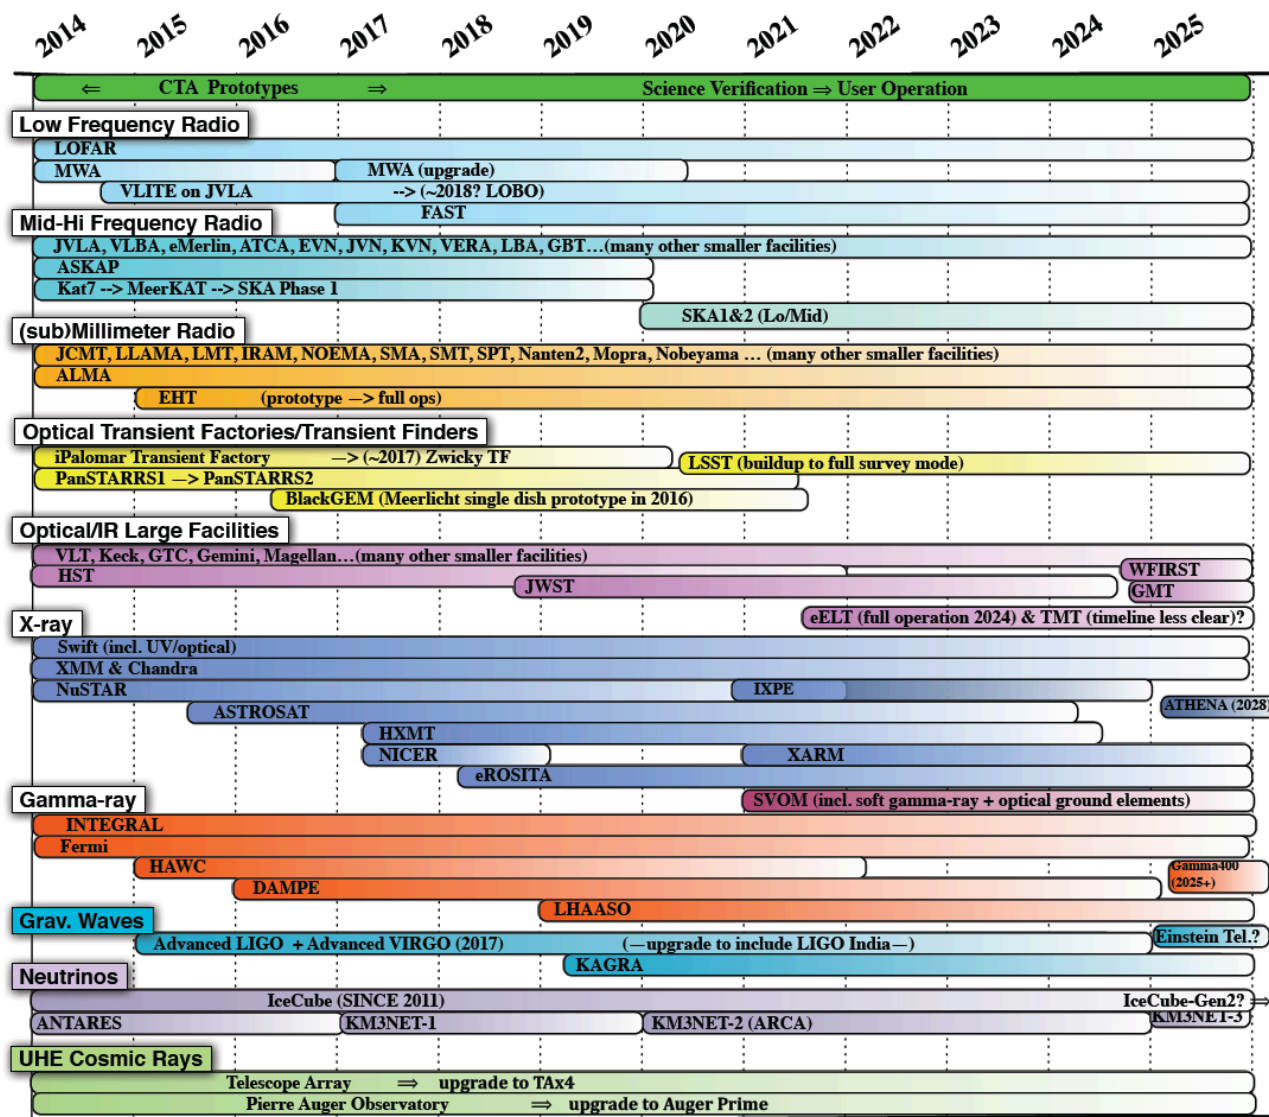 2014 2015 2016 2017 2018 2019 2020 2021 2022 2023 2024 2025
⇐ CTA Prototypes ⇒ Science Verification ⇒ User Operation
Low Frequency Radio
LOFAR
MWA MWA (upgrade)
VLITE on JVLA --> (~2018? LOBO)
FAST
Mid-Hi Frequency Radio
JVLA, VLBA, eMerlin, ATCA, EVN, JVN, KVN, VERA, LBA, GBT...(many other smaller facilities)
ASKAP
Kat7 --> MeerKAT --> SKA Phase 1
SKA1&2 (Lo/Mid)
(sub)Millimeter Radio
JCMT, LLAMA, LMT, IRAM, NOEMA, SMA, SMT, SPT, Nanten2, Mopra, Nobeyama ... (many other smaller facilities)
ALMA
EHT (prototype —> full ops)
Optical Transient Factories/Transient Finders
iPalomar Transient Factory —> (~2017) Zwicky TF
LSST (buildup to full survey mode)
PanSTARRS1 —> PanSTARRS2
BlackGEM (Meerlicht single dish prototype in 2016)
Optical/IR Large Facilities
VLT, Keck, GTC, Gemini, Magellan...(many other smaller facilities)
HST WFIRST
JWST GMT
eELT (full operation 2024) & TMT (timeline less clear)?
X-ray
Swift (incl. UV/optical)
XMM & Chandra
NuSTAR IXPE
ASTROSAT ATHENA (2028)
HXMT
NICER XARM
eROSITA
SVOM (incl. soft gamma-ray + optical ground elements)
Gamma-ray
INTEGRAL
Fermi
HAWC Gamma400
(2025+)
DAMPE
LHAASO
Grav. Waves
Advanced LIGO + Advanced VIRGO (2017) (—upgrade to include LIGO India—) Einstein Tel.?
KAGRA
Neutrinos
IceCube (SINCE 2011) IceCube-Gen2? ⇒
ANTARES KM3NET-1 KM3NET-2 (ARCA) KM3NET-3
UHE Cosmic Rays
Telescope Array ⇒ upgrade to TAx4
Pierre Auger Observatory ⇒ upgrade to Auger Prime